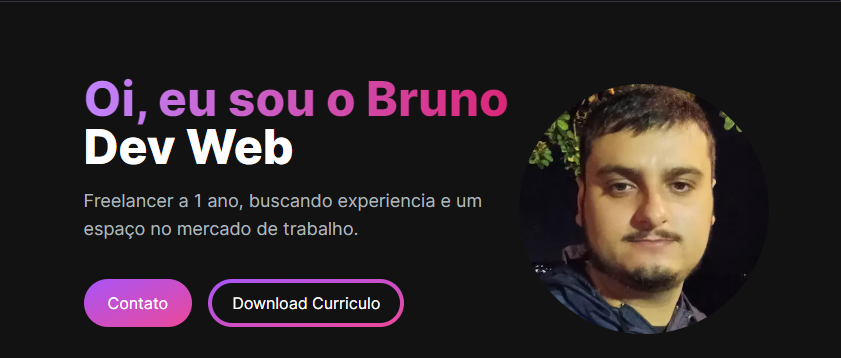 Oi, eu sou o Bruno
Dev Web
Freelancer a 1 ano, buscando experiencia e um
espaço no mercado de trabalho.
Contato
Download Curriculo